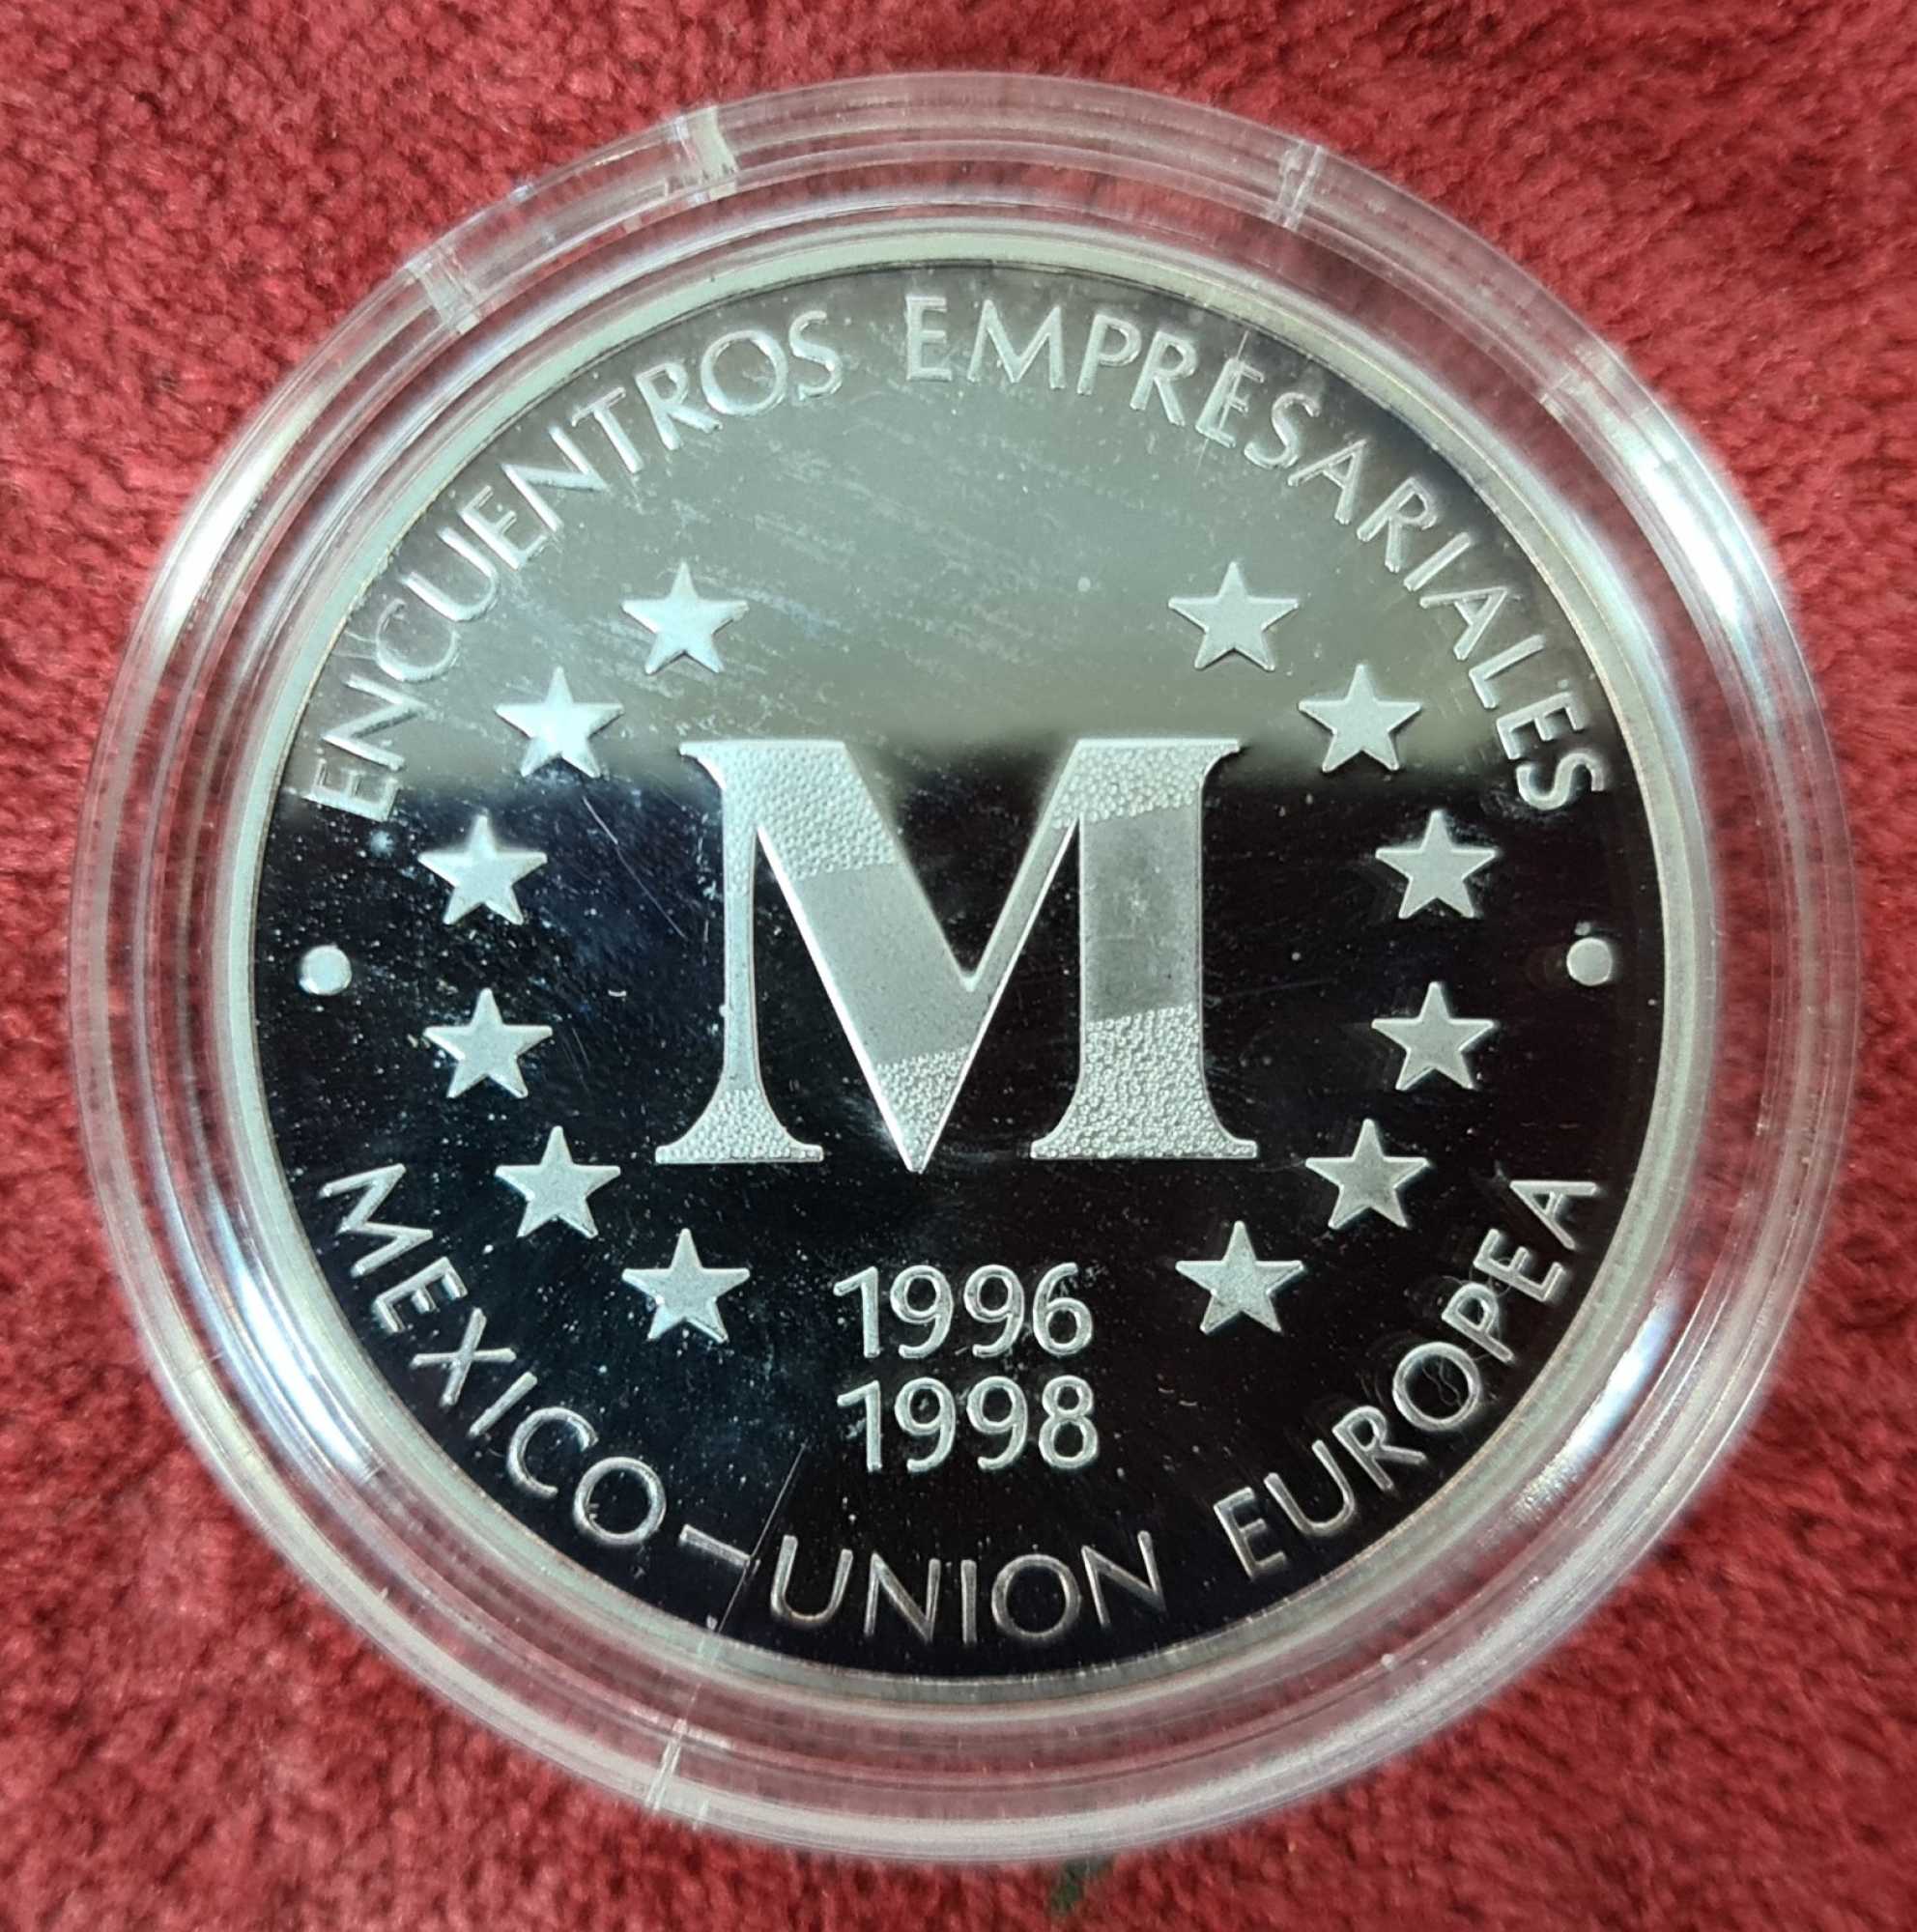 ENCUENTROS EMPRESARIALES
M
1996
1998
MEXICO-UNION EUROPEA